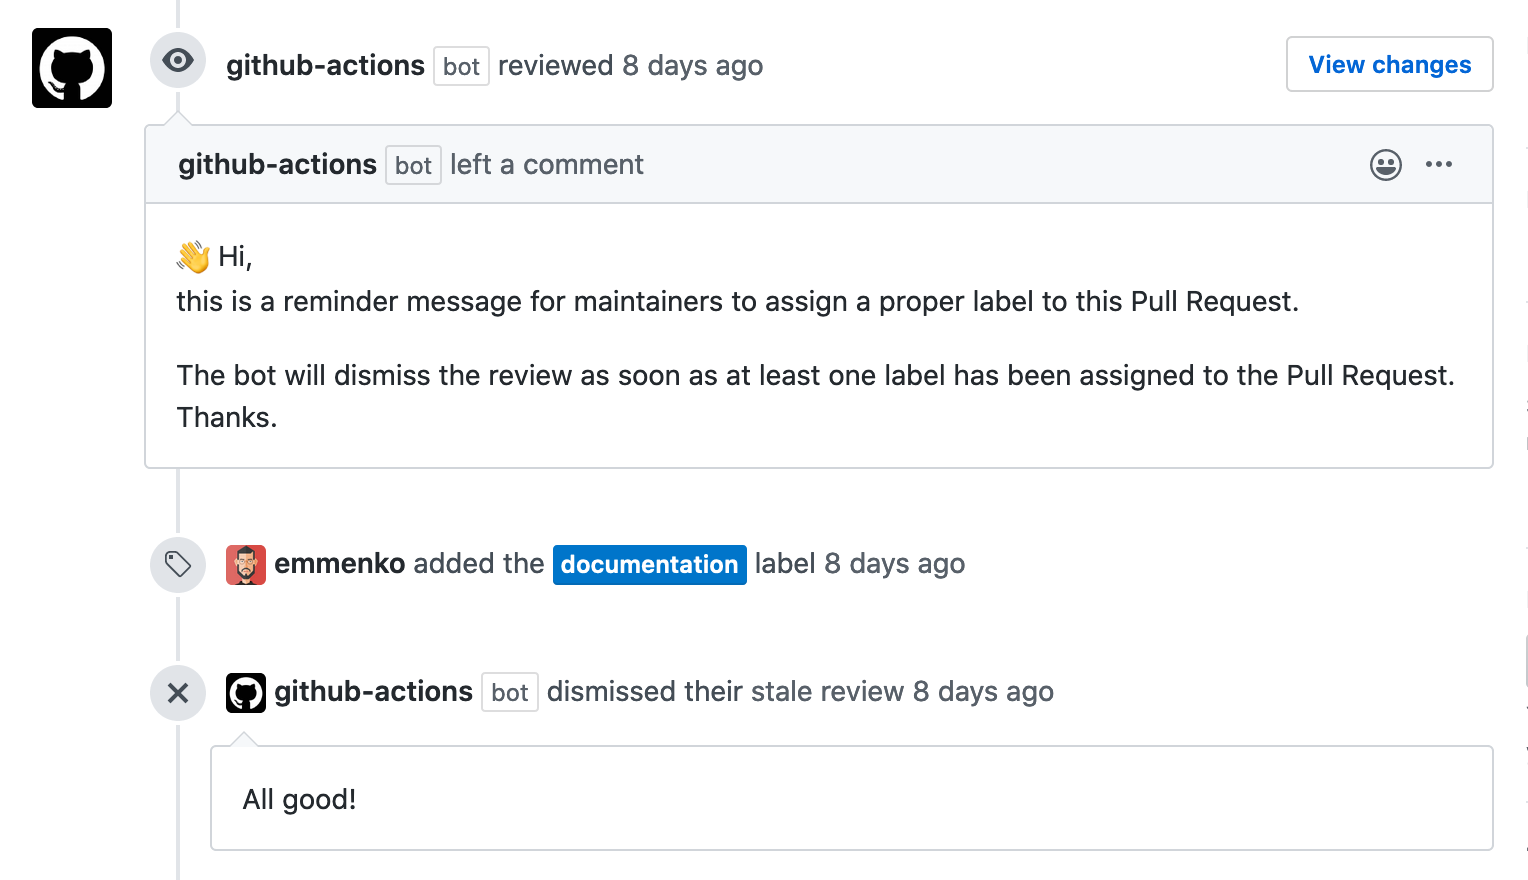 github-actions bot reviewed 8 days ago
View changes
github-actions bot left a comment
👋 Hi,
this is a reminder message for maintainers to assign a proper label to this Pull Request.
The bot will dismiss the review as soon as at least one label has been assigned to the Pull Request.
Thanks.
emmenko added the documentation label 8 days ago
github-actions bot dismissed their stale review 8 days ago
All good!